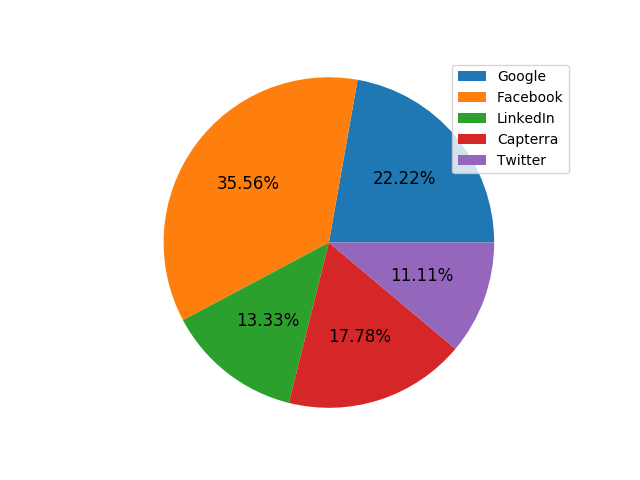 Google
Facebook
LinkedIn
Capterra
Twitter
22.22%
35.56%
11.11%
13.33%
17.78%